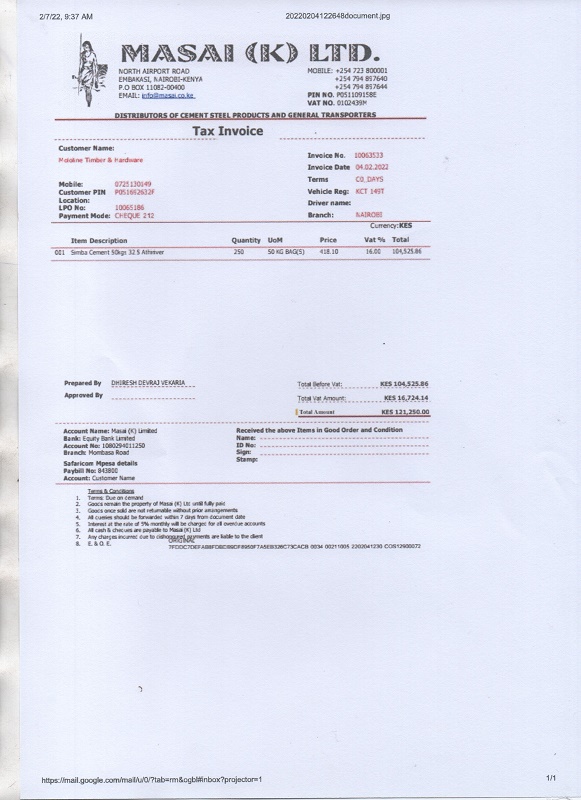 2/7/22, 9:37 AM 20220204122648document.jpg
MASAI (K) LTD.
NORTH AIRPORT ROAD
EMBAKASI, NAIROBI-KENYA
P.O BOX 11082-00400
EMAIL: info@masai.co.ke
MOBILE: +254 723 800001
+254 794 897640
+254 794 897644
PIN NO. P051109158E
VAT NO. 0102439M
DISTRIBUTORS OF CEMENT STEEL PRODUCTS AND GENERAL TRANSPORTERS
Tax Invoice
Customer Name:
Mololine Timber & Hardware
Mobile: 0725130149
Customer PIN P051692632F
Location:
LPO No: 10065186
Payment Mode: CHEQUE 212
Invoice No. 10063533
Invoice Date 04.02.2022
Terms CO_DAYS
Vehicle Reg: KCT 149T
Driver name:
Branch: NAIROBI
Currency:KES
Item Description Quantity UoM Price Vat % Total
001 Simba Cement 50kgs 32.5 250 50 KG BAG(S) 418.10 16.00 104,525.86
Prepared By DHIRESH DEVRAJ VEKARIA
Approved By
Total Before Vat: KES 104,525.86
Total Vat Amount: KES 16,724.14
Total Amount KES 121,250.00
Account Name: Masai (K) Limited
Bank: Equity Bank Limited
Account No: 1080294011250
Branch: Mombasa Road
Safaricom Mpesa details
Paybill No: 843800
Account: Customer Name
Received the above Items in Good Order and Condition
Name:
ID No:
Sign:
Stamp:
Terms & Conditions
1. Terms: Due on demand
2. Goods remain the property of Masai (K) Ltd until fully paid
3. Goods once sold are not returnable without prior arrangements
4. All queries should be forwarded within 7 days from document date
5. Interest at the rate of 5% monthly will be charged for all overdue accounts
6. All cash & cheques are payable to Masai (K) Ltd
7. Any charges incurred due to dishonoured payments are liable to the client
8. E. & O. E.
ORIGINAL
0034 00211005 2202041230
https://mail.google.com/mail/u/0/?tab=rm&ogbl#inbox?projector=1 1/1